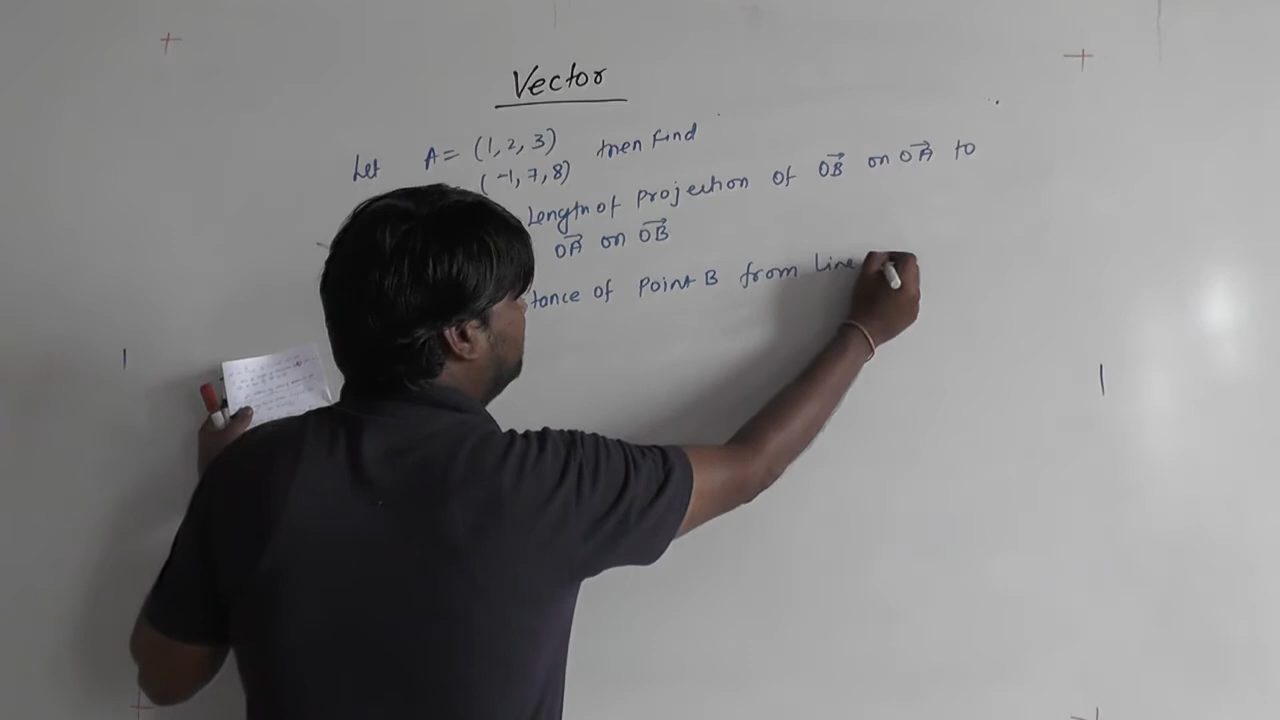 Vector
Let A = (1, 2, 3) then find
(-1, 7, 8)
Length of projection of OB on OA to
OA on OB
tance of Point B from Line